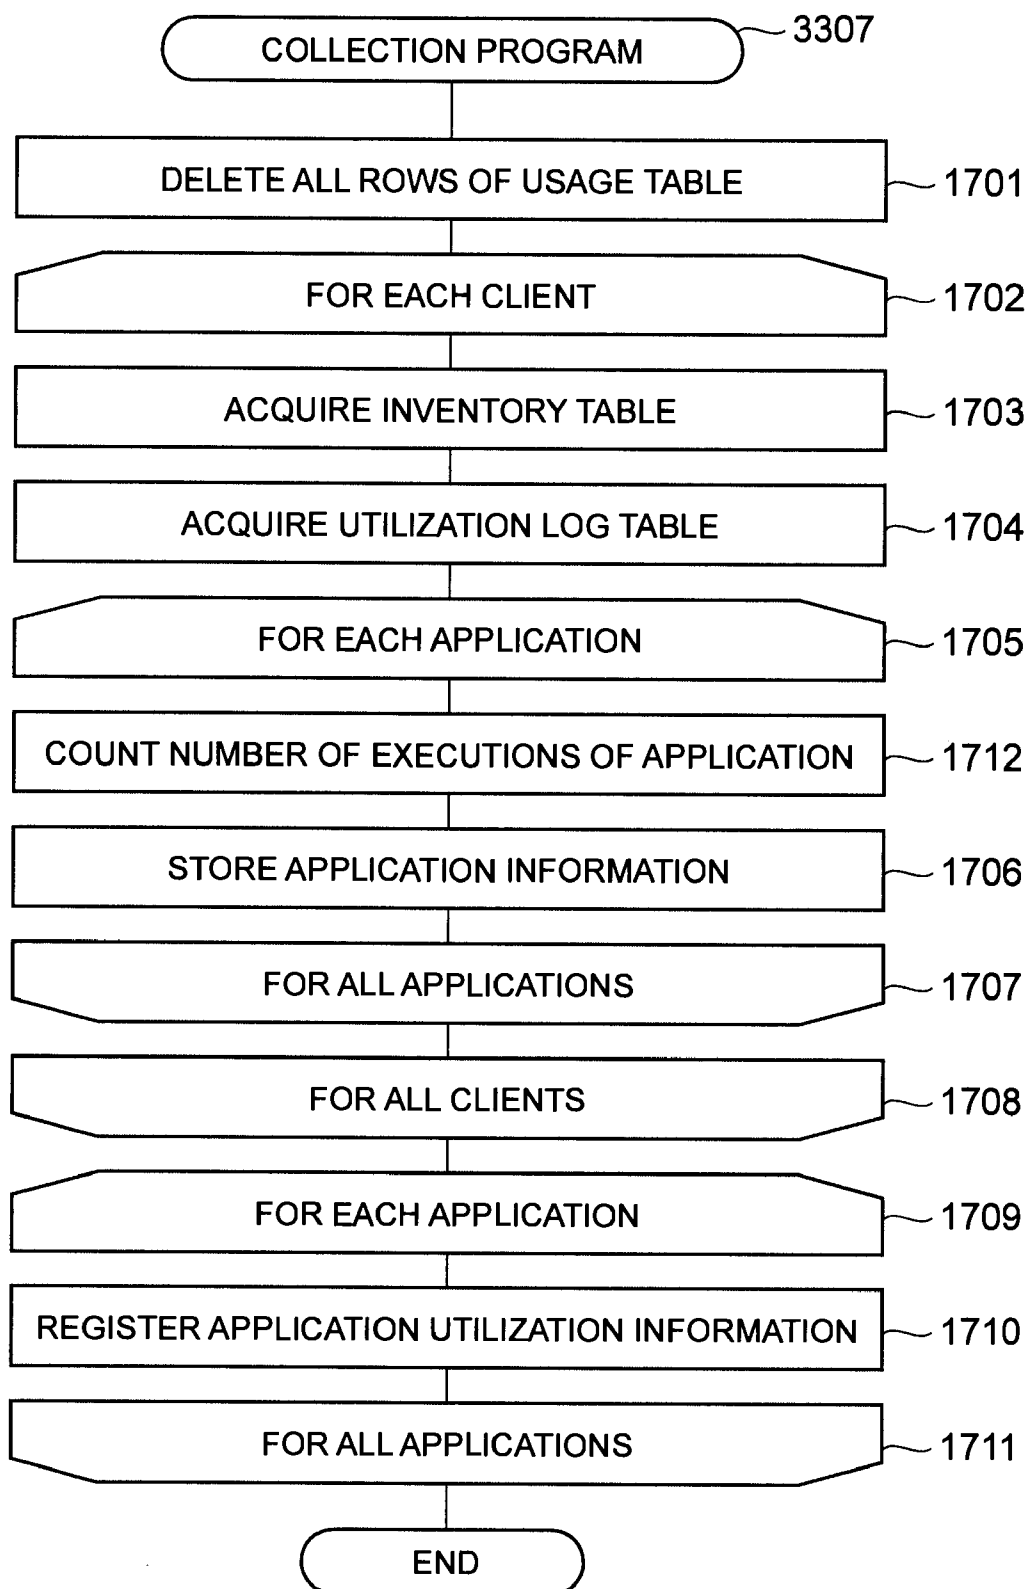 COLLECTION PROGRAM
3307
DELETE ALL ROWS OF USAGE TABLE
1701
FOR EACH CLIENT
1702
ACQUIRE INVENTORY TABLE
1703
ACQUIRE UTILIZATION LOG TABLE
1704
FOR EACH APPLICATION
1705
COUNT NUMBER OF EXECUTIONS OF APPLICATION
1712
STORE APPLICATION INFORMATION
1706
FOR ALL APPLICATIONS
1707
FOR ALL CLIENTS
1708
FOR EACH APPLICATION
1709
REGISTER APPLICATION UTILIZATION INFORMATION
1710
FOR ALL APPLICATIONS
1711
END